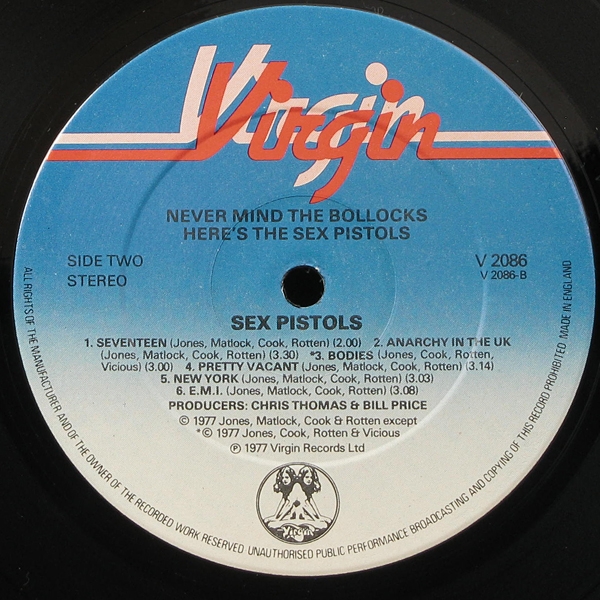 Virgin
NEVER MIND THE BOLLOCKS
HERE'S THE SEX PISTOLS
SIDE TWO
STEREO
V 2086
V 2086-B
SEX PISTOLS
1. SEVENTEEN (Jones, Matlock, Cook, Rotten) (2.00) 2. ANARCHY IN THE UK
(Jones, Matlock, Cook, Rotten) (3.30) *3. BODIES (Jones, Cook, Rotten,
Vicious) (3.00) 4. PRETTY VACANT (Jones, Matlock, Cook, Rotten) (3.14)
5. NEW YORK (Jones, Matlock, Cook, Rotten) (3.03)
6. E.M.I. (Jones, Matlock, Cook, Rotten) (3.08)
PRODUCERS: CHRIS THOMAS & BILL PRICE
© 1977 Jones, Matlock, Cook & Rotten except
*© 1977 Jones, Cook, Rotten & Vicious
℗ 1977 Virgin Records Ltd
Virgin
ALL RIGHTS OF THE MANUFACTURER AND OF THE OWNER OF THE RECORDED WORK RESERVED UNAUTHORISED PUBLIC PERFORMANCE BROADCASTING AND COPYING OF THIS RECORD PROHIBITED MADE IN ENGLAND